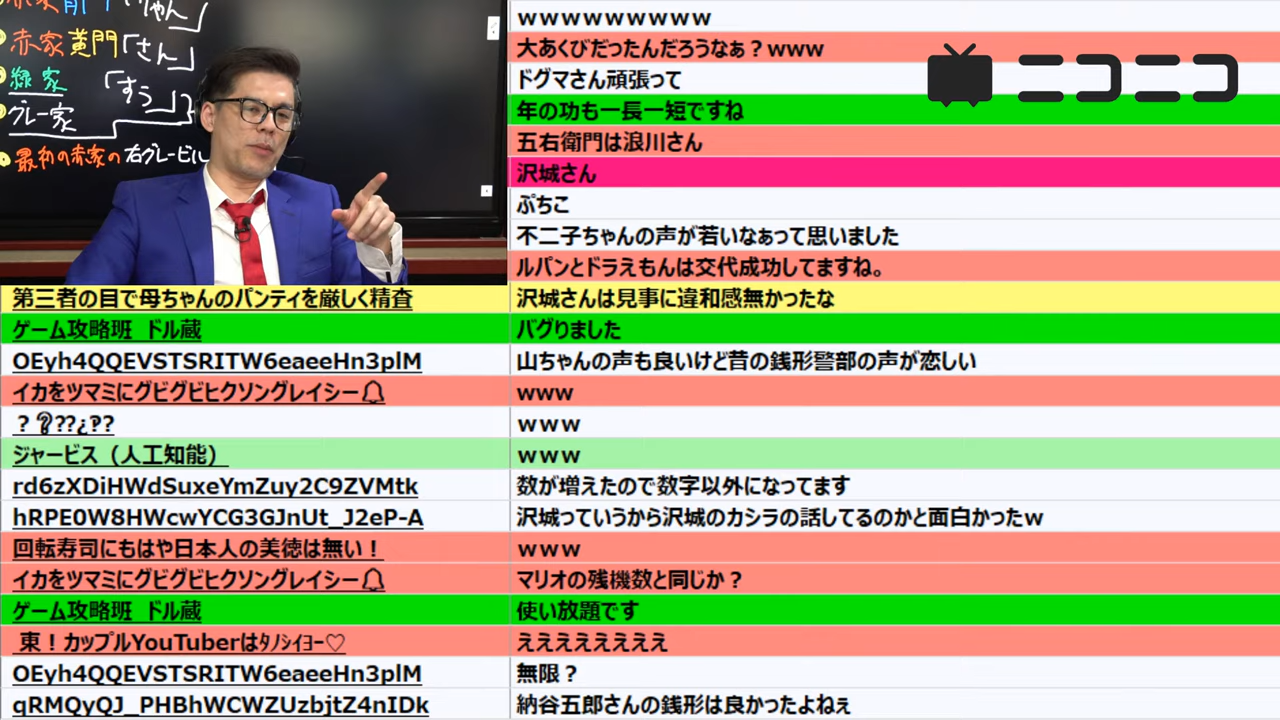 赤家
「さん」
赤家黄門「さん」
緑家
「すう」
グレー家
最初の赤家の右グレービル
wwwwwwwww
大あくびだったんだろうなぁ？www
ドグマさん頑張って
年の功も一長一短ですね
五右衛門は浪川さん
沢城さん
ぷちこ
不二子ちゃんの声が若いなぁって思いました
ルパンとドラえもんは交代成功してますね。
ニコニコ
第三者の目で母ちゃんのパンティを厳しく精査 沢城さんは見事に違和感無かったな
ゲーム攻略班 ドル蔵 バグりました
OEyh4QQEVSTSRITW6eaeeHn3plM 山ちゃんの声も良いけど昔の銭形警部の声が恋しい
イカをツマミにグビグビヒクソングレイシー🔔 www
www
ジャービス（人工知能） www
rd6zXDiHWdSuxeYmZuy2C9ZVMtk 数が増えたので数字以外になってます
hRPE0W8HWcwYCG3GJnUt_J2eP-A 沢城っていうから沢城のカシラの話してるのかと面白かったw
回転寿司にもはや日本人の美徳は無い！ www
イカをツマミにグビグビヒクソングレイシー🔔 マリオの残機数と同じか？
ゲーム攻略班 ドル蔵 使い放題です
東！カップルYouTuberはﾀﾉｼｲﾖｰ♡ えええええええええ
OEyh4QQEVSTSRITW6eaeeHn3plM 無限？
qRMQyQJ_PHBhWCWZUzbjtZ4nIDk 納谷五郎さんの銭形は良かったよねぇ